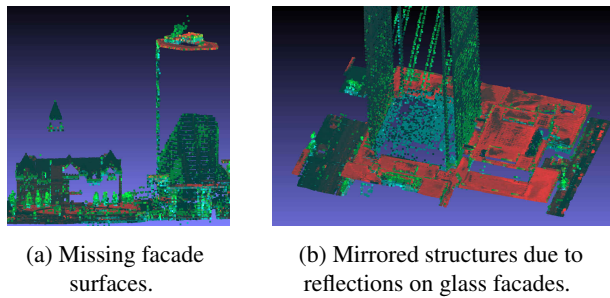 (a) Missing facade
surfaces.
(b) Mirrored structures due to
reflections on glass facades.